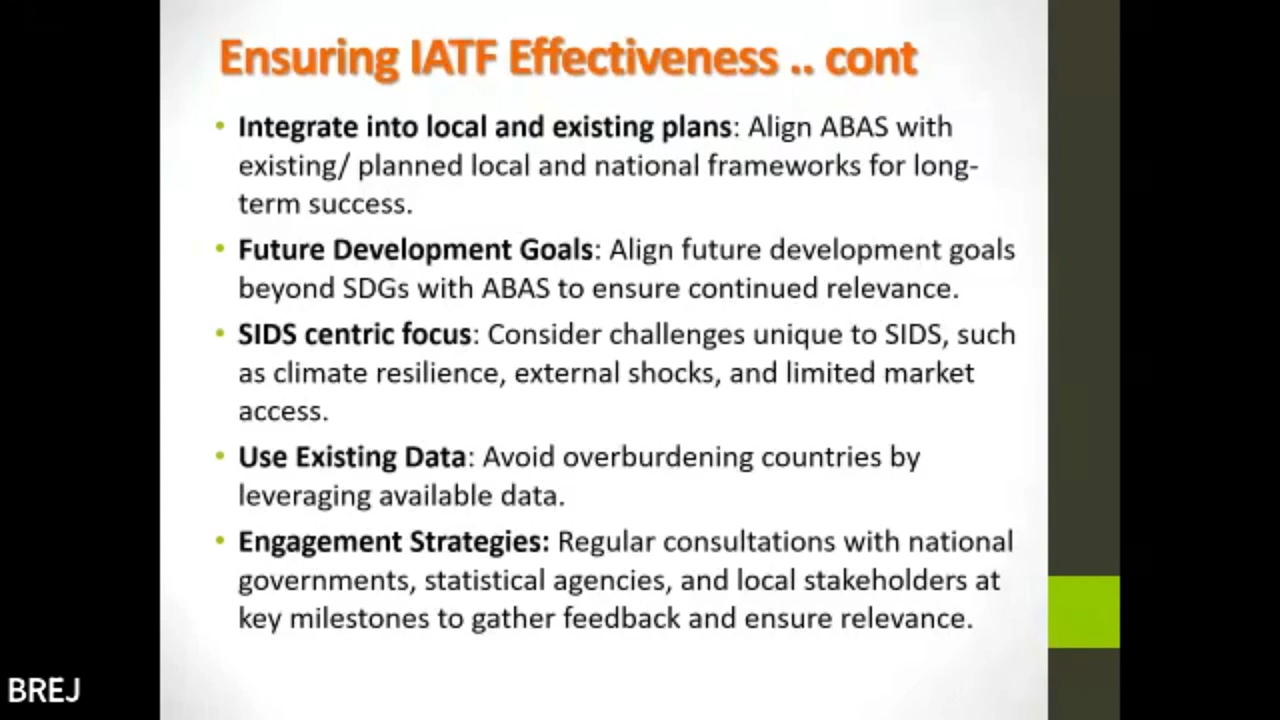 Ensuring IATF Effectiveness .. cont
• Integrate into local and existing plans: Align ABAS with
existing/ planned local and national frameworks for long-
term success.
• Future Development Goals: Align future development goals
beyond SDGs with ABAS to ensure continued relevance.
• SIDS centric focus: Consider challenges unique to SIDS, such
as climate resilience, external shocks, and limited market
access.
• Use Existing Data: Avoid overburdening countries by
leveraging available data.
• Engagement Strategies: Regular consultations with national
governments, statistical agencies, and local stakeholders at
key milestones to gather feedback and ensure relevance.
BREJ